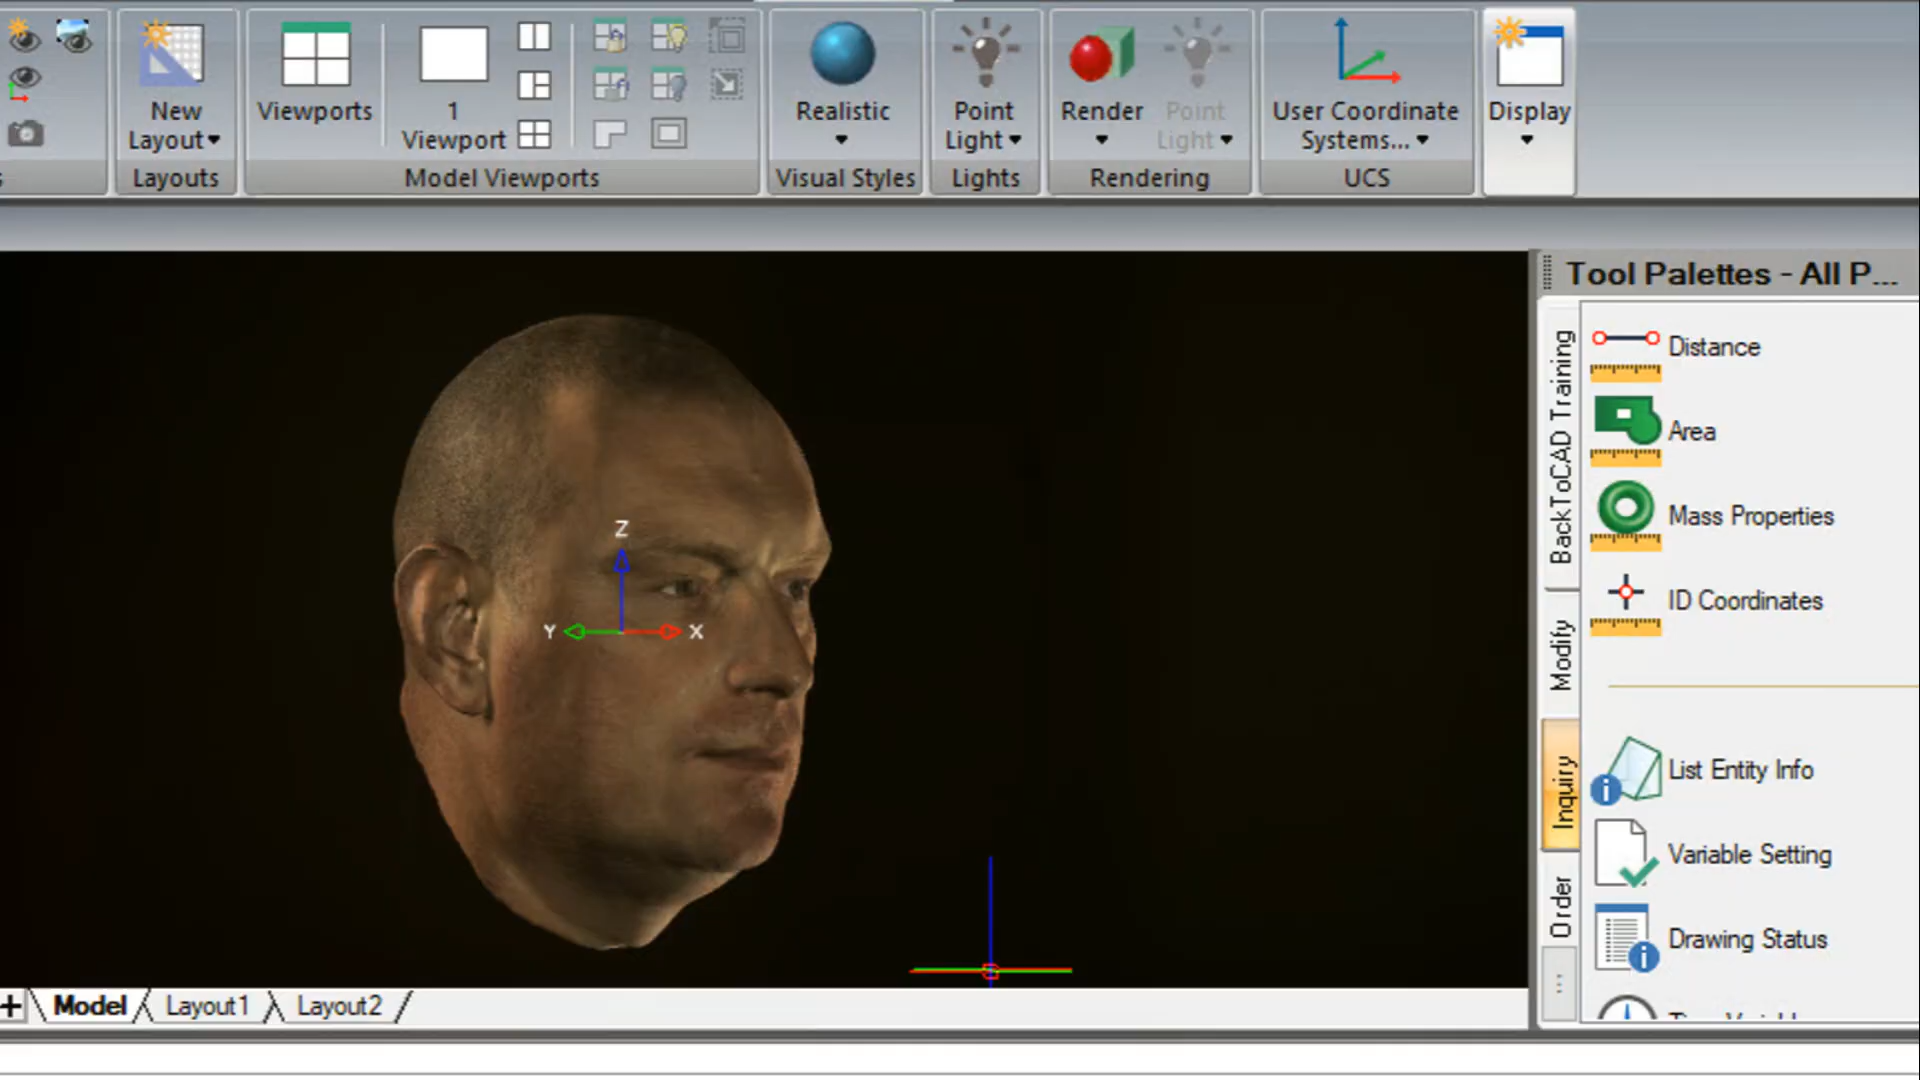 New
Layout
Viewports
1
Viewport
Realistic
Point
Light
Render
Point
Light
User Coordinate
Systems...
Display
s
Layouts
Model Viewports
Visual Styles
Lights
Rendering
UCS
Tool Palettes - All P...
BackToCAD Training
Modify
Inquiry
Order
...
Distance
Area
Mass Properties
ID Coordinates
List Entity Info
Variable Setting
Drawing Status
Z
Y
X
+
Model
Layout1
Layout2